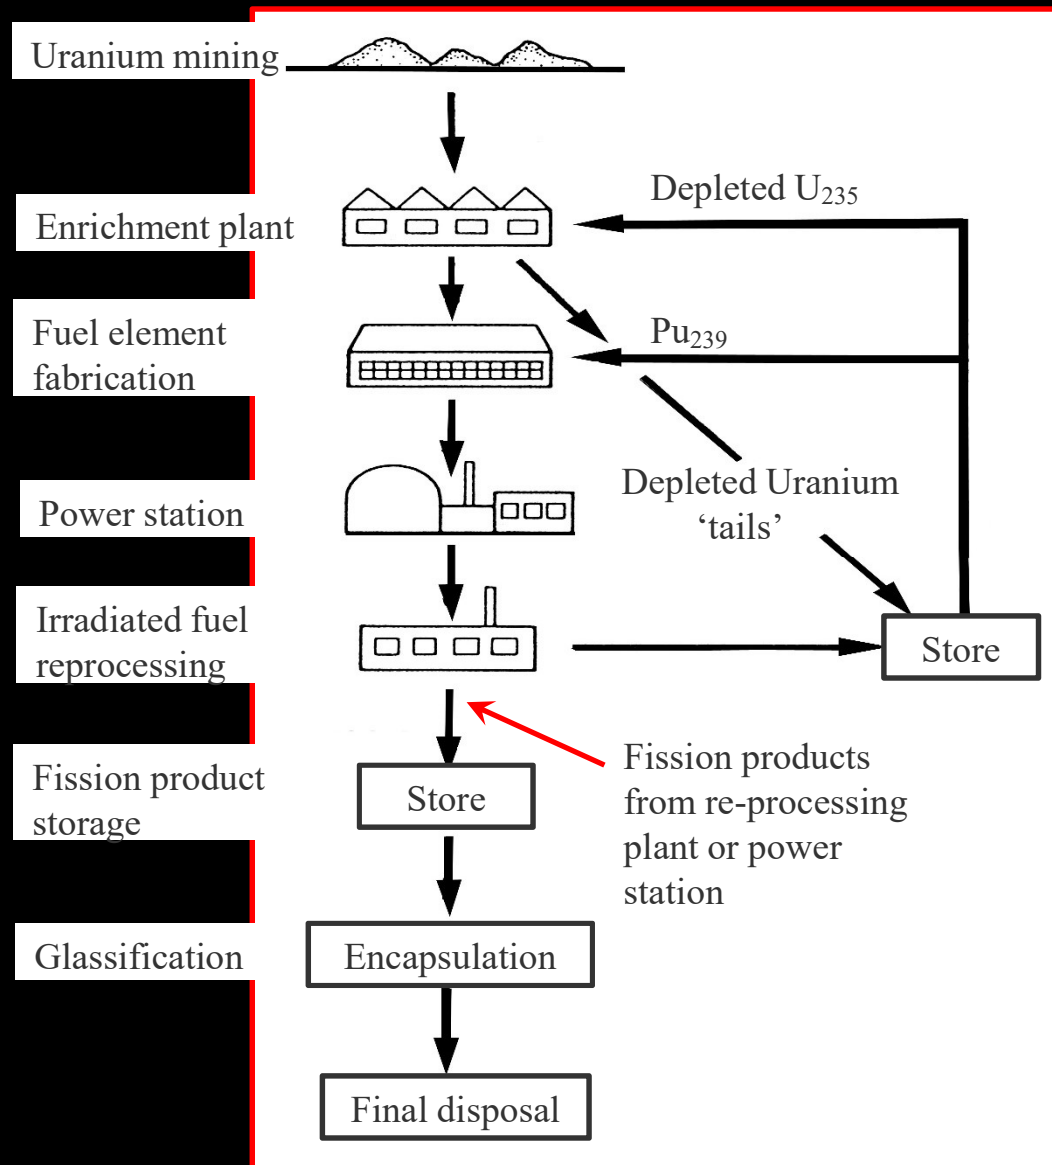 Uranium mining
Depleted U₂₃₅
Enrichment plant
Fuel element
fabrication
Pu₂₃₉
Depleted Uranium
‘tails’
Power station
Irradiated fuel
reprocessing
Store
Fission product
storage
Store
Fission products
from re-processing
plant or power
station
Glassification
Encapsulation
Final disposal